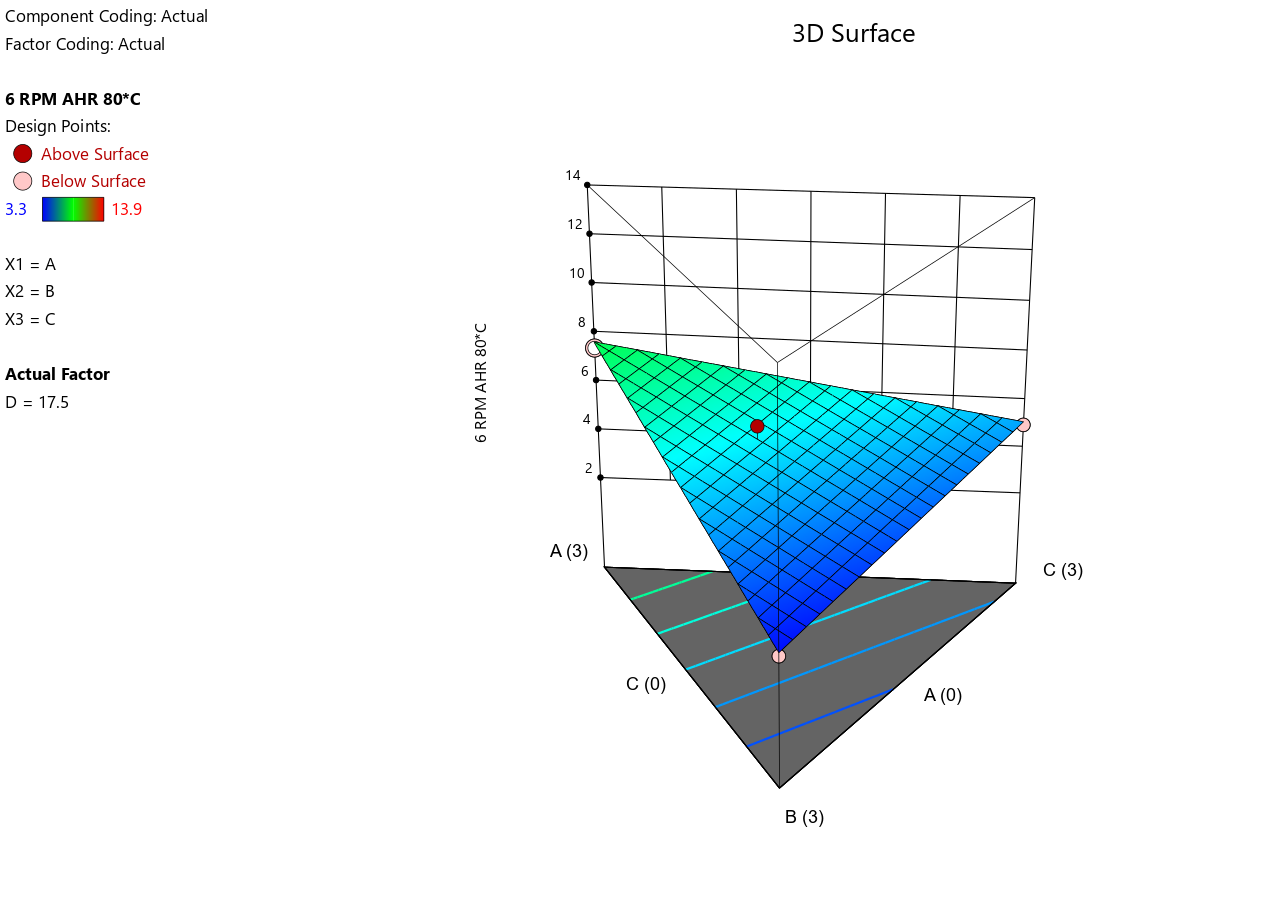 Component Coding: Actual
Factor Coding: Actual
6 RPM AHR 80*C
Design Points:
Above Surface
Below Surface
3.3 13.9
X1 = A
X2 = B
X3 = C
Actual Factor
D = 17.5
3D Surface
14
12
10
8
6
4
2
6 RPM AHR 80*C
A (3)
C (3)
C (0)
A (0)
B (3)